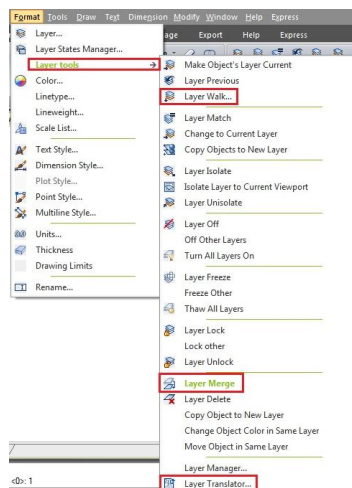 Format Tools Draw Text Dimension Modify Window Help Express
Layer...
Layer States Manager...
Layer tools
Color...
Linetype...
Lineweight...
Scale List...
Text Style...
Dimension Style...
Plot Style...
Point Style...
Multiline Style...
Units...
Thickness
Drawing Limits
Rename...
age Export Help Express
Make Object's Layer Current
Layer Previous
Layer Walk...
Layer Match
Change to Current Layer
Copy Objects to New Layer
Layer Isolate
Isolate Layer to Current Viewport
Layer Unisolate
Layer Off
Off Other Layers
Turn All Layers On
Layer Freeze
Freeze Other
Thaw All Layers
Layer Lock
Lock other
Layer Unlock
Layer Merge
Layer Delete
Copy Object to New Layer
Change Object Color in Same Layer
Move Object in Same Layer
Layer Manager...
Layer Translator...
<0>: 1